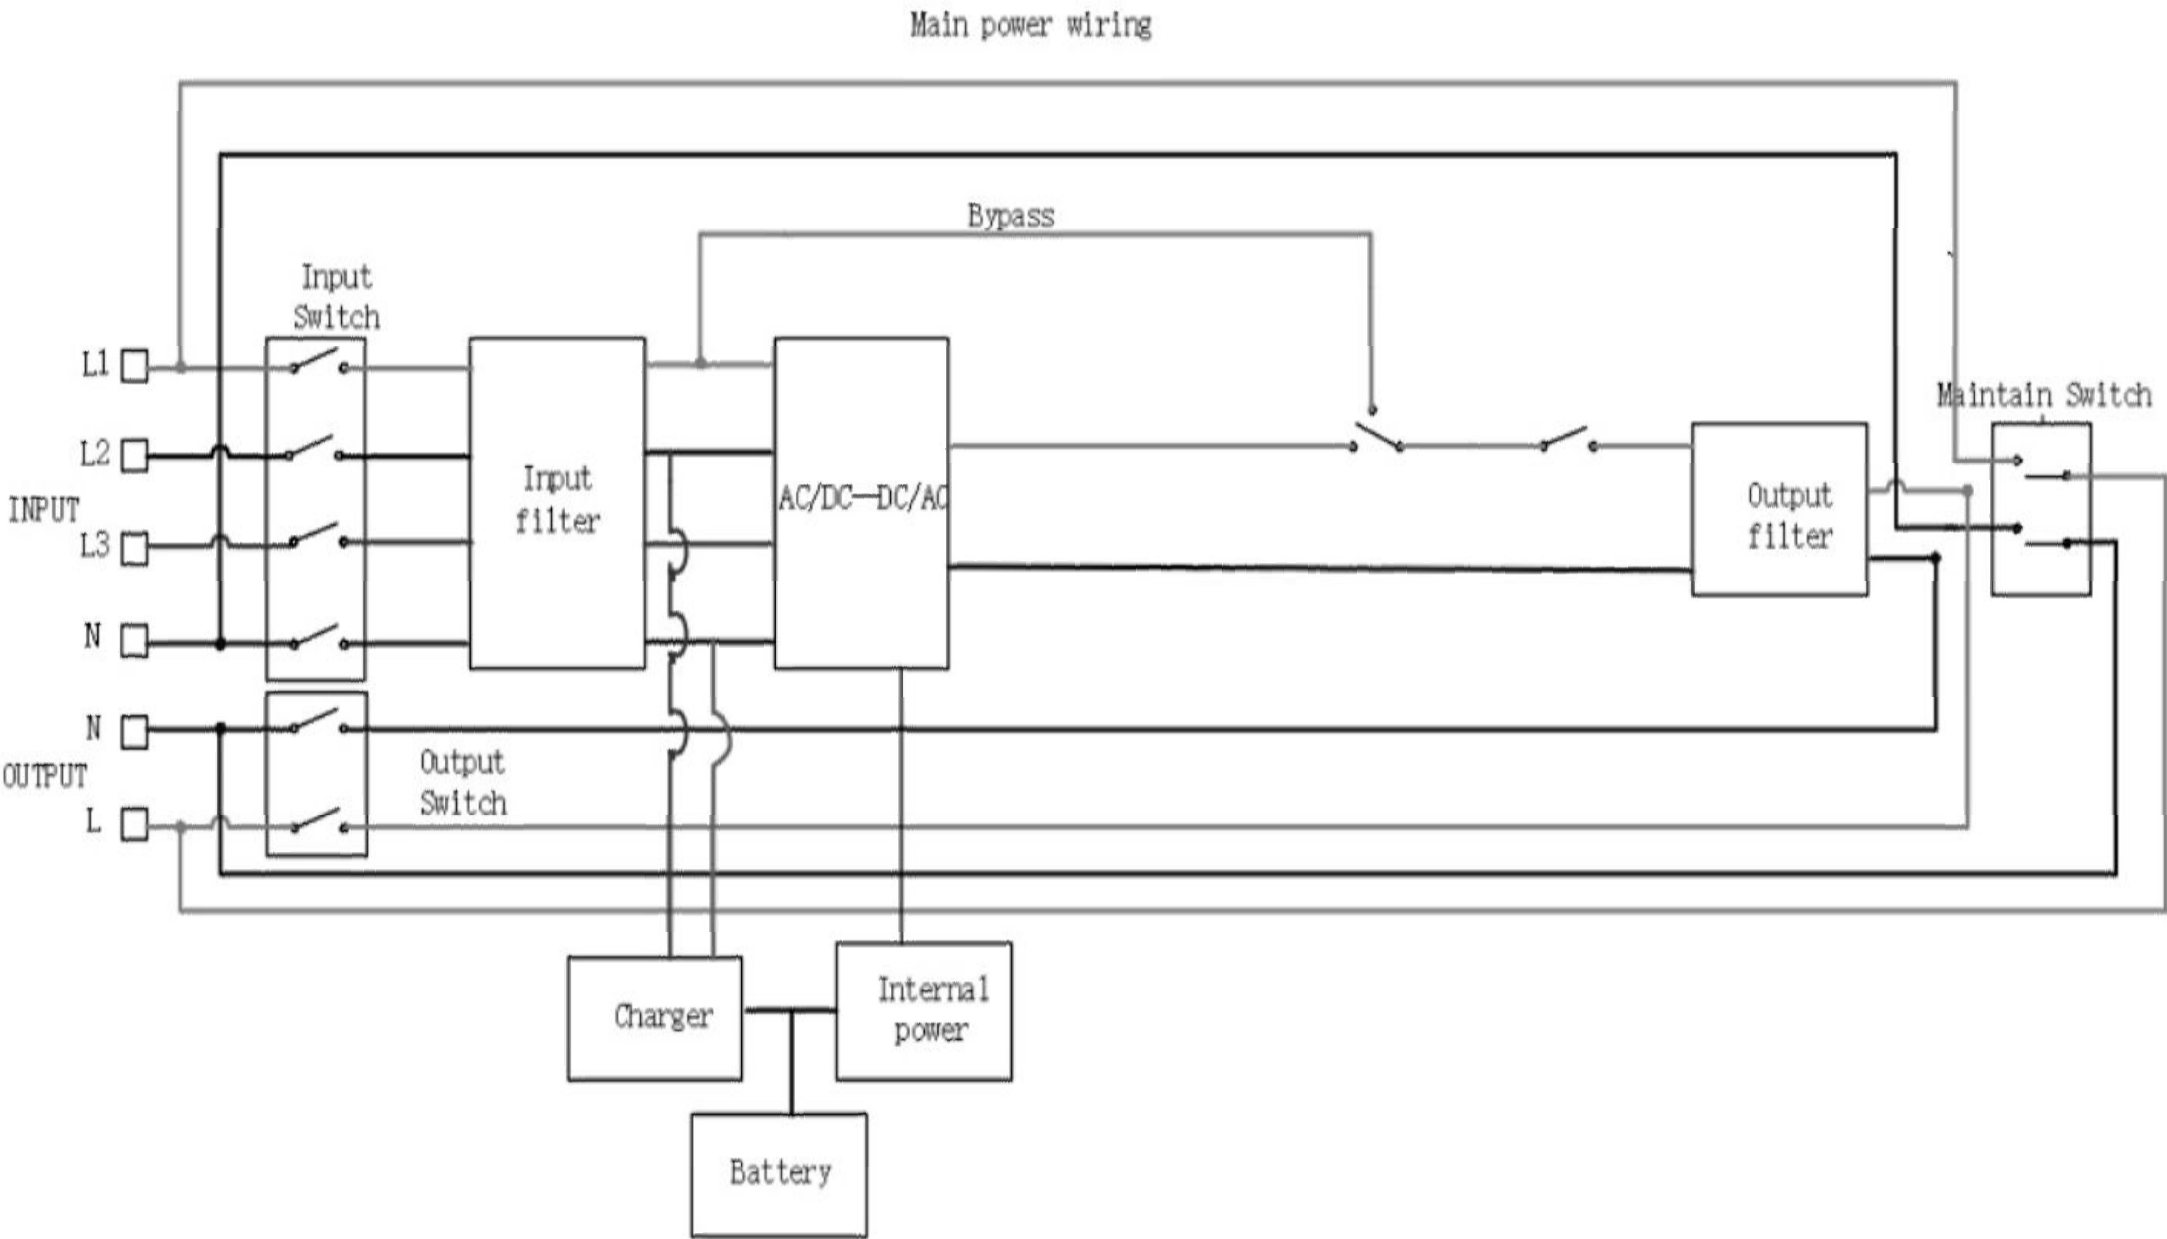 Main power wiring
Bypass
Input
Switch
L1
L2
INPUT
L3
N
Input
filter
AC/DC—DC/AC
Maintain Switch
Output
filter
N
OUTPUT
L
Output
Switch
Charger
Internal
power
Battery